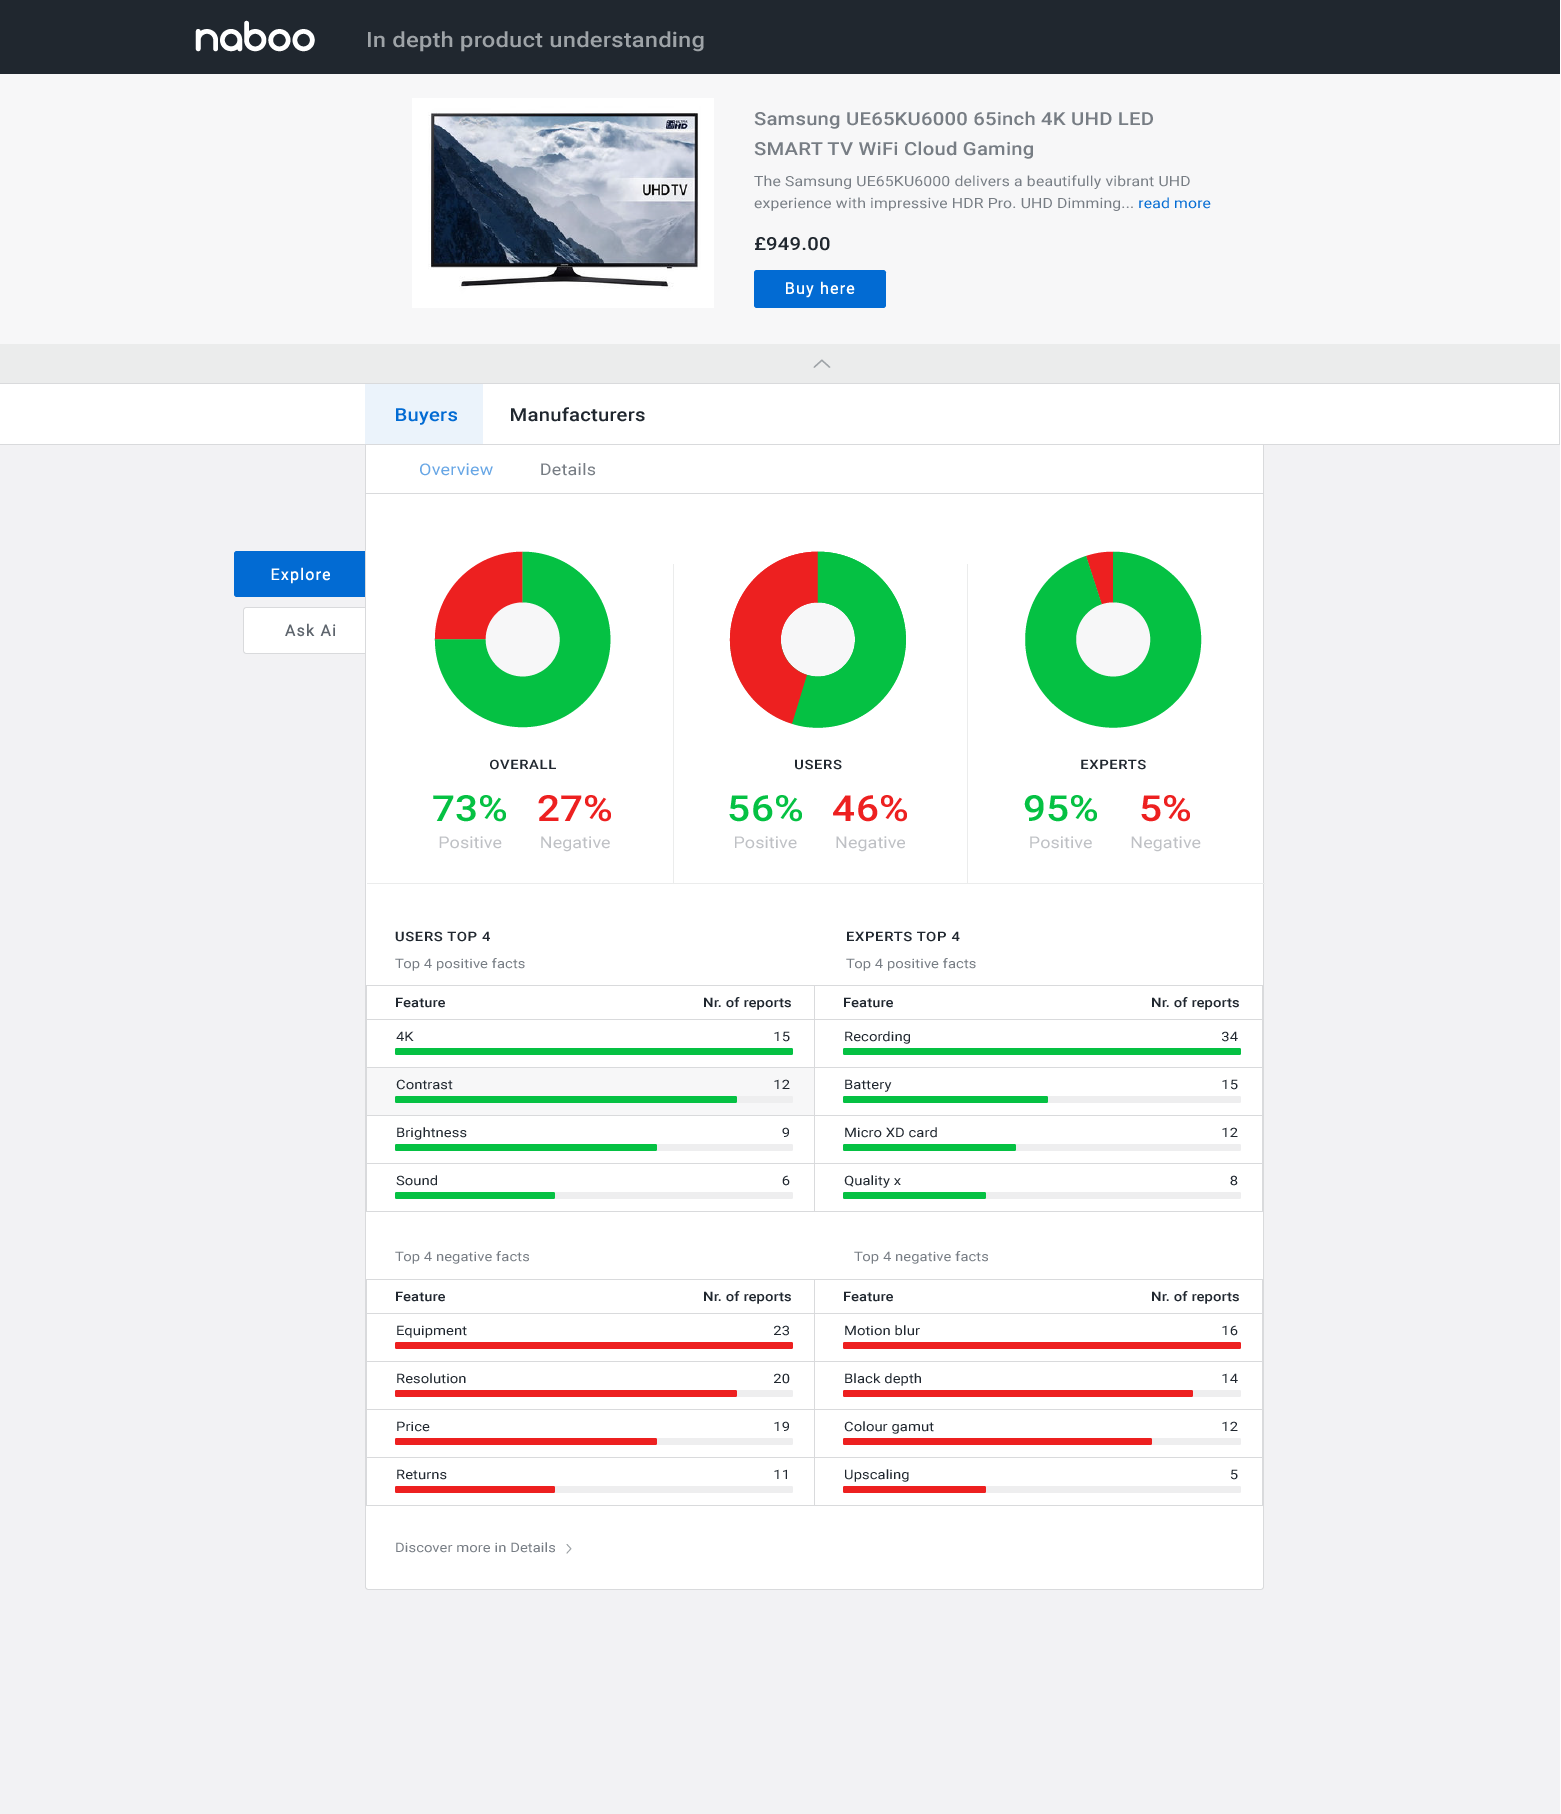 naboo
In depth product understanding
UHD TV
Samsung UE65KU6000 65inch 4K UHD LED
SMART TV WiFi Cloud Gaming
The Samsung UE65KU6000 delivers a beautifully vibrant UHD
experience with impressive HDR Pro. UHD Dimming... read more
£949.00
Buy here
Buyers Manufacturers
Overview Details
Explore
Ask Ai
OVERALL
73% 27%
Positive Negative
USERS
56% 46%
Positive Negative
EXPERTS
95% 5%
Positive Negative
USERS TOP 4
Top 4 positive facts
Feature Nr. of reports
4K 15
Contrast 12
Brightness 9
Sound 6
EXPERTS TOP 4
Top 4 positive facts
Feature Nr. of reports
Recording 34
Battery 15
Micro XD card 12
Quality x 8
Top 4 negative facts
Feature Nr. of reports
Equipment 23
Resolution 20
Price 19
Returns 11
Top 4 negative facts
Feature Nr. of reports
Motion blur 16
Black depth 14
Colour gamut 12
Upscaling 5
Discover more in Details